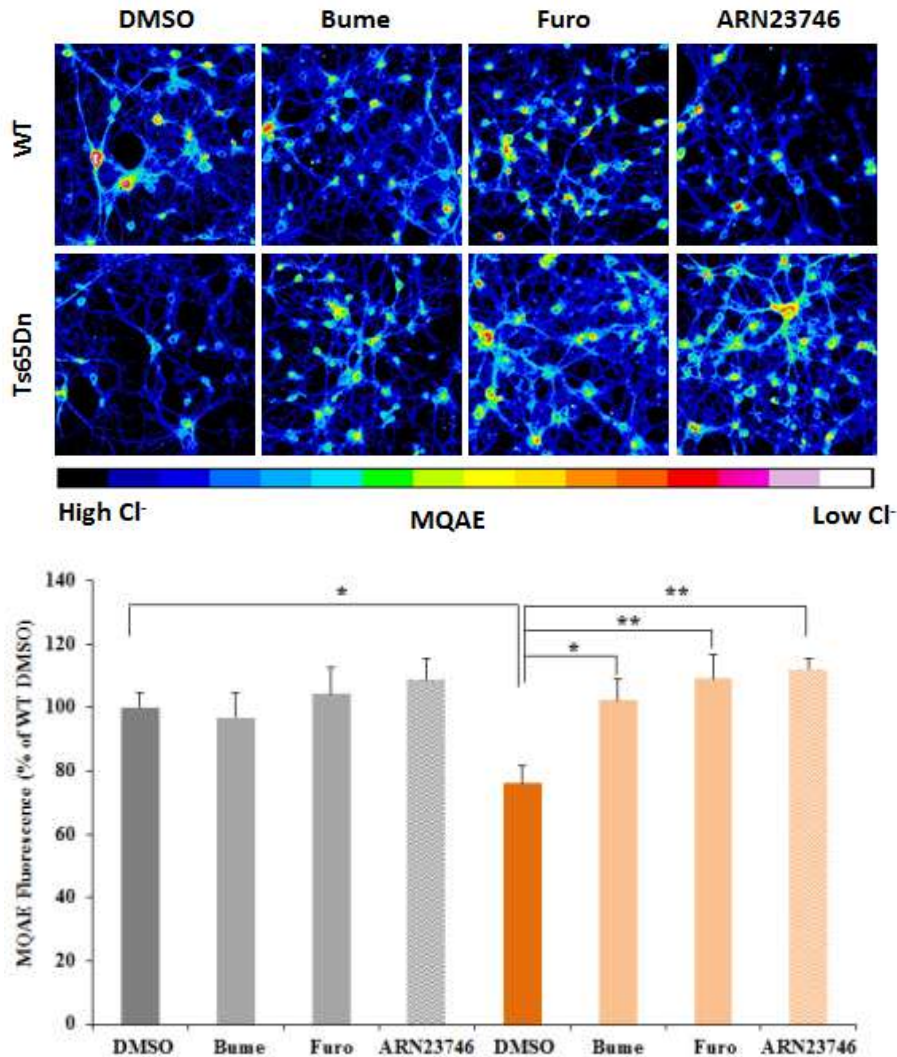 DMSO Bume Furo ARN23746
WT
Ts65Dn
High Cl- MQAE Low Cl-
MQAE Fluorescence (% of WT DMSO)
140
120
100
80
60
40
20
0
*
**
**
*
DMSO Bume Furo ARN23746 DMSO Bume Furo ARN23746